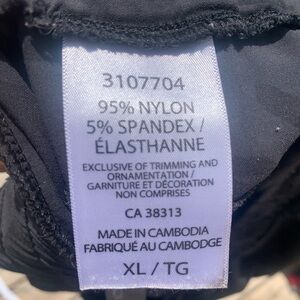 3107704
95% NYLON
5% SPANDEX /
ÉLASTHANNE
EXCLUSIVE OF TRIMMING AND
ORNAMENTATION /
GARNITURE ET DÉCORATION
NON COMPRISES
CA 38313
MADE IN CAMBODIA
FABRIQUÉ AU CAMBODGE
XL / TG